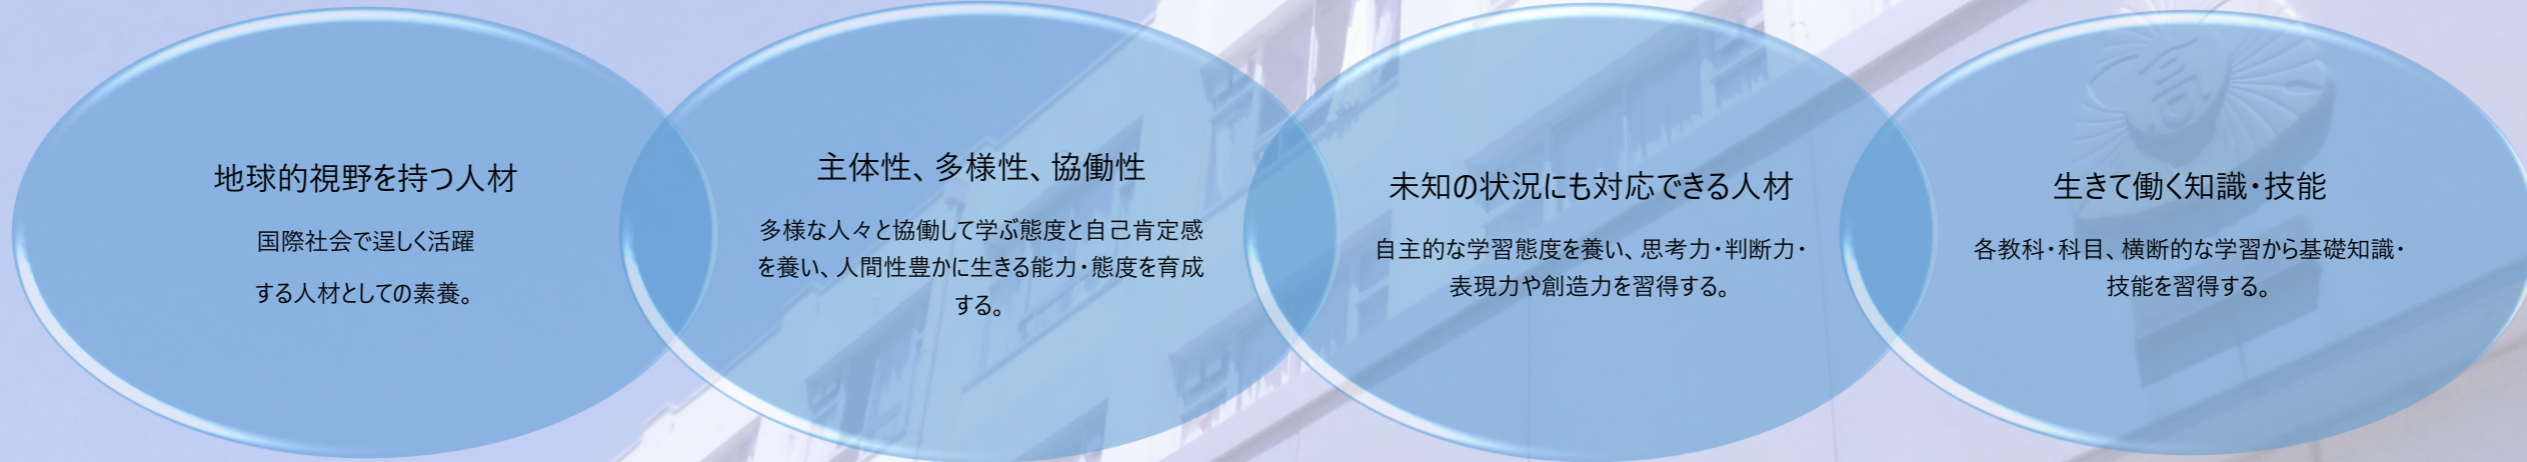 地球的視野を持つ人材
国際社会で逞しく活躍
する人材としての素養。
主体性、多様性、協働性
多様な人々と協働して学ぶ態度と自己肯定感
を養い、人間性豊かに生きる能力・態度を育成
する。
未知の状況にも対応できる人材
自主的な学習態度を養い、思考力・判断力・
表現力や創造力を習得する。
生きて働く知識・技能
各教科・科目、横断的な学習から基礎知識・
技能を習得する。
高